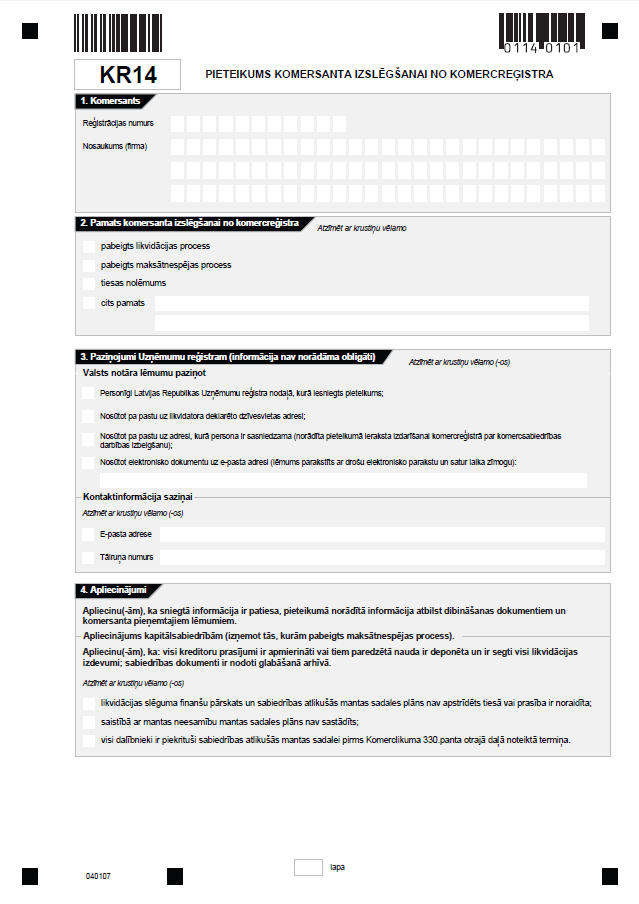 0114 0101
KR14
PIETEIKUMS KOMERSANTA IZSLĒGŠANAI NO KOMERCREĢISTRA
1. Komersants
Reģistrācijas numurs
Nosaukums (firma)
2. Pamats komersanta izslēgšanai no komercreģistra
Atzīmēt ar krustiņu vēlamo
pabeigts likvidācijas process
pabeigts maksātnespējas process
tiesas nolēmums
cits pamats
3. Paziņojumi Uzņēmumu reģistram (informācija nav norādāma obligāti)
Atzīmēt ar krustiņu vēlamo (-os)
Valsts notāra lēmumu paziņot
Personīgi Latvijas Republikas Uzņēmumu reģistra nodaļā, kurā iesniegts pieteikums;
Nosūtot pa pastu uz likvidatora deklarēto dzīvesvietas adresi;
Nosūtot pa pastu uz adresi, kurā persona ir sasniedzama (norādīta pieteikumā ieraksta izdarīšanai komercreģistrā par komercsabiedrības
darbības izbeigšanu);
Nosūtot elektronisko dokumentu uz e-pasta adresi (lēmums parakstīts ar drošu elektronisko parakstu un satur laika zīmogu):
Kontaktinformācija saziņai
Atzīmēt ar krustiņu vēlamo (-os)
E-pasta adrese
Tālruņa numurs
4. Apliecinājumi
Apliecinu(-ām), ka sniegtā informācija ir patiesa, pieteikumā norādītā informācija atbilst dibināšanas dokumentiem un
komersanta pieņemtajiem lēmumiem.
Apliecinājums kapitālsabiedrībām (izņemot tās, kurām pabeigts maksātnespējas process).
Apliecinu(-ām), ka: visi kreditoru prasījumi ir apmierināti vai tiem paredzētā nauda ir deponēta un ir segti visi likvidācijas
izdevumi; sabiedrības dokumenti ir nodoti glabāšanā arhīvā.
Atzīmēt ar krustiņu vēlamo (-os)
likvidācijas slēguma finanšu pārskats un sabiedrības atlikušās mantas sadales plāns nav apstrīdēts tiesā vai prasība ir noraidīta;
saistībā ar mantas neesamību mantas sadales plāns nav sastādīts;
visi dalībnieki ir piekrituši sabiedrības atlikušās mantas sadalei pirms Komerclikuma 330.panta otrajā daļā noteiktā termiņa.
lapa
040107